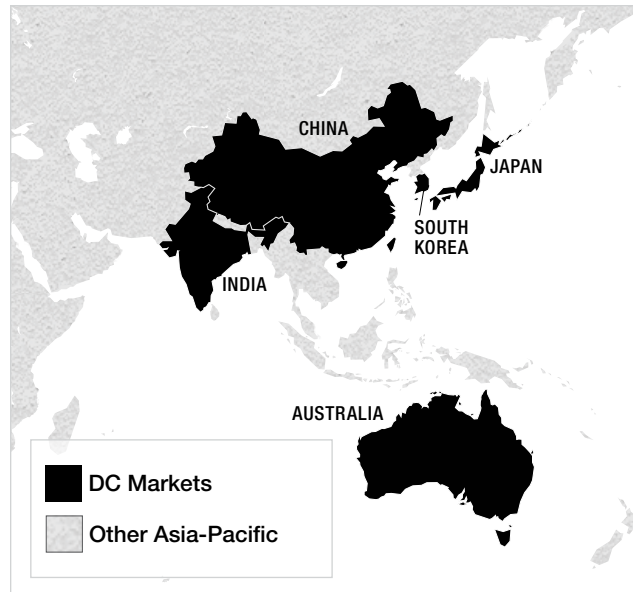 CHINA
JAPAN
SOUTH
KOREA
INDIA
AUSTRALIA
DC Markets
Other Asia-Pacific